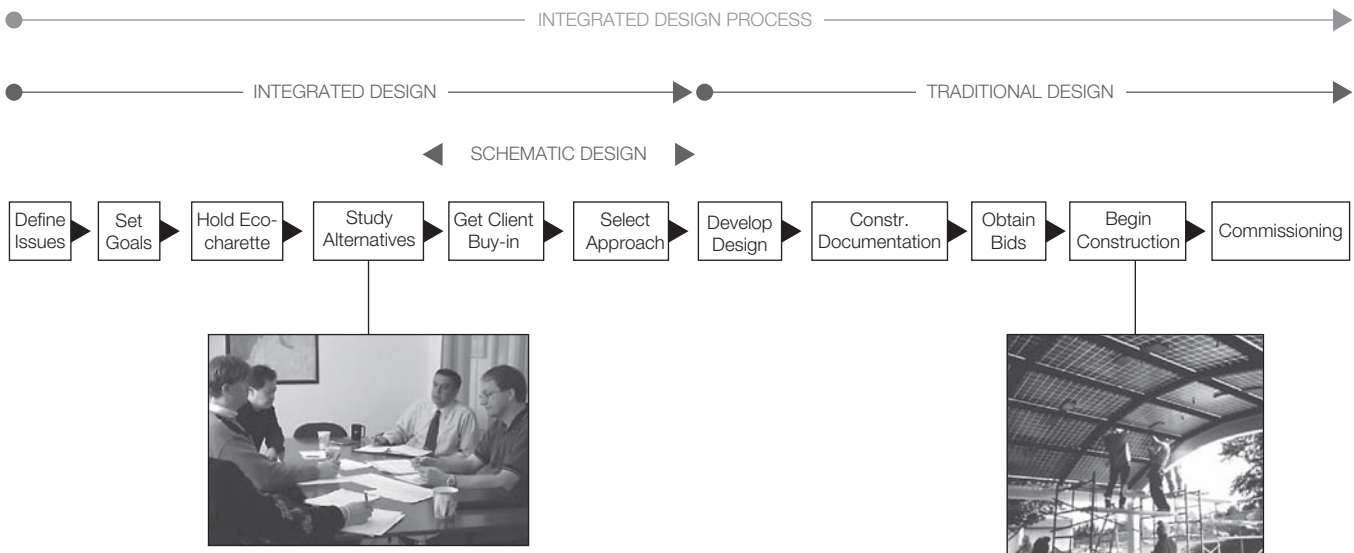 INTEGRATED DESIGN PROCESS
INTEGRATED DESIGN
TRADITIONAL DESIGN
SCHEMATIC DESIGN
Define
Issues
Set
Goals
Hold Eco-
charette
Study
Alternatives
Get Client
Buy-in
Select
Approach
Develop
Design
Constr.
Documentation
Obtain
Bids
Begin
Construction
Commissioning